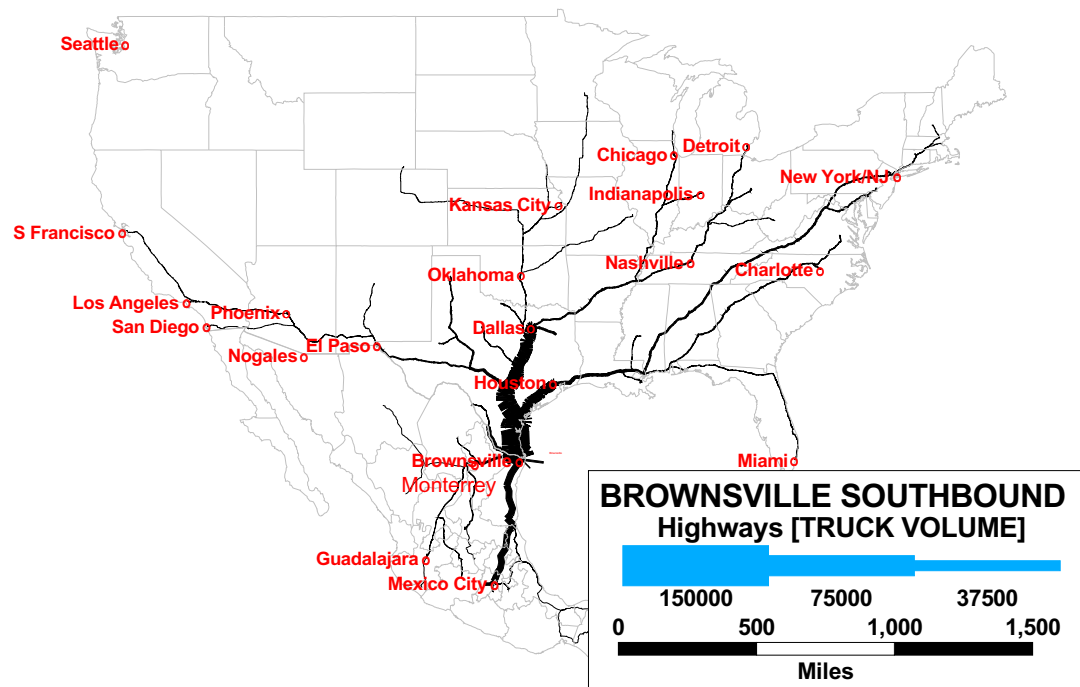 Seattle
Chicago
Detroit
New York/NJ
Indianapolis
Kansas City
S Francisco
Nashville
Charlotte
Oklahoma
Los Angeles
Phoenix
San Diego
Dallas
El Paso
Nogales
Houston
Brownsville
Miami
Monterrey
BROWNSVILLE SOUTHBOUND
Highways [TRUCK VOLUME]
Guadalajara
Mexico City
150000 75000 37500
0 500 1,000 1,500
Miles